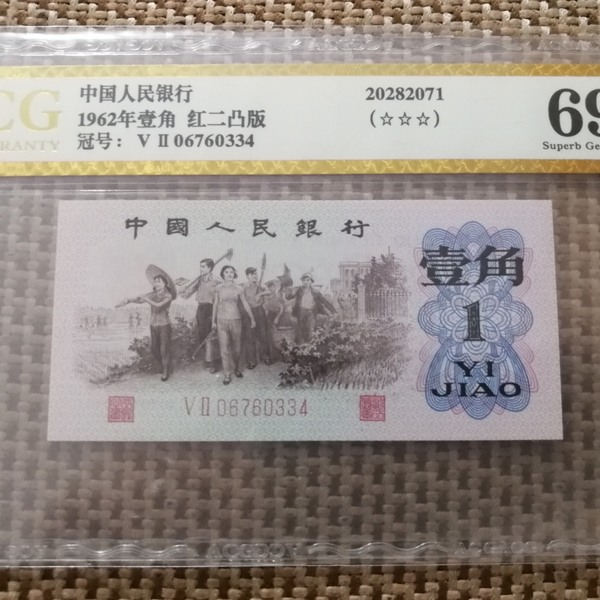 CG
RRANTY
中国人民银行
1962年壹角 红二凸版
冠号: V II 06760334
20282071
(☆☆☆)
69
Superb Ge
中國人民銀行
壹角
1
YI
JIAO
V II 06760334